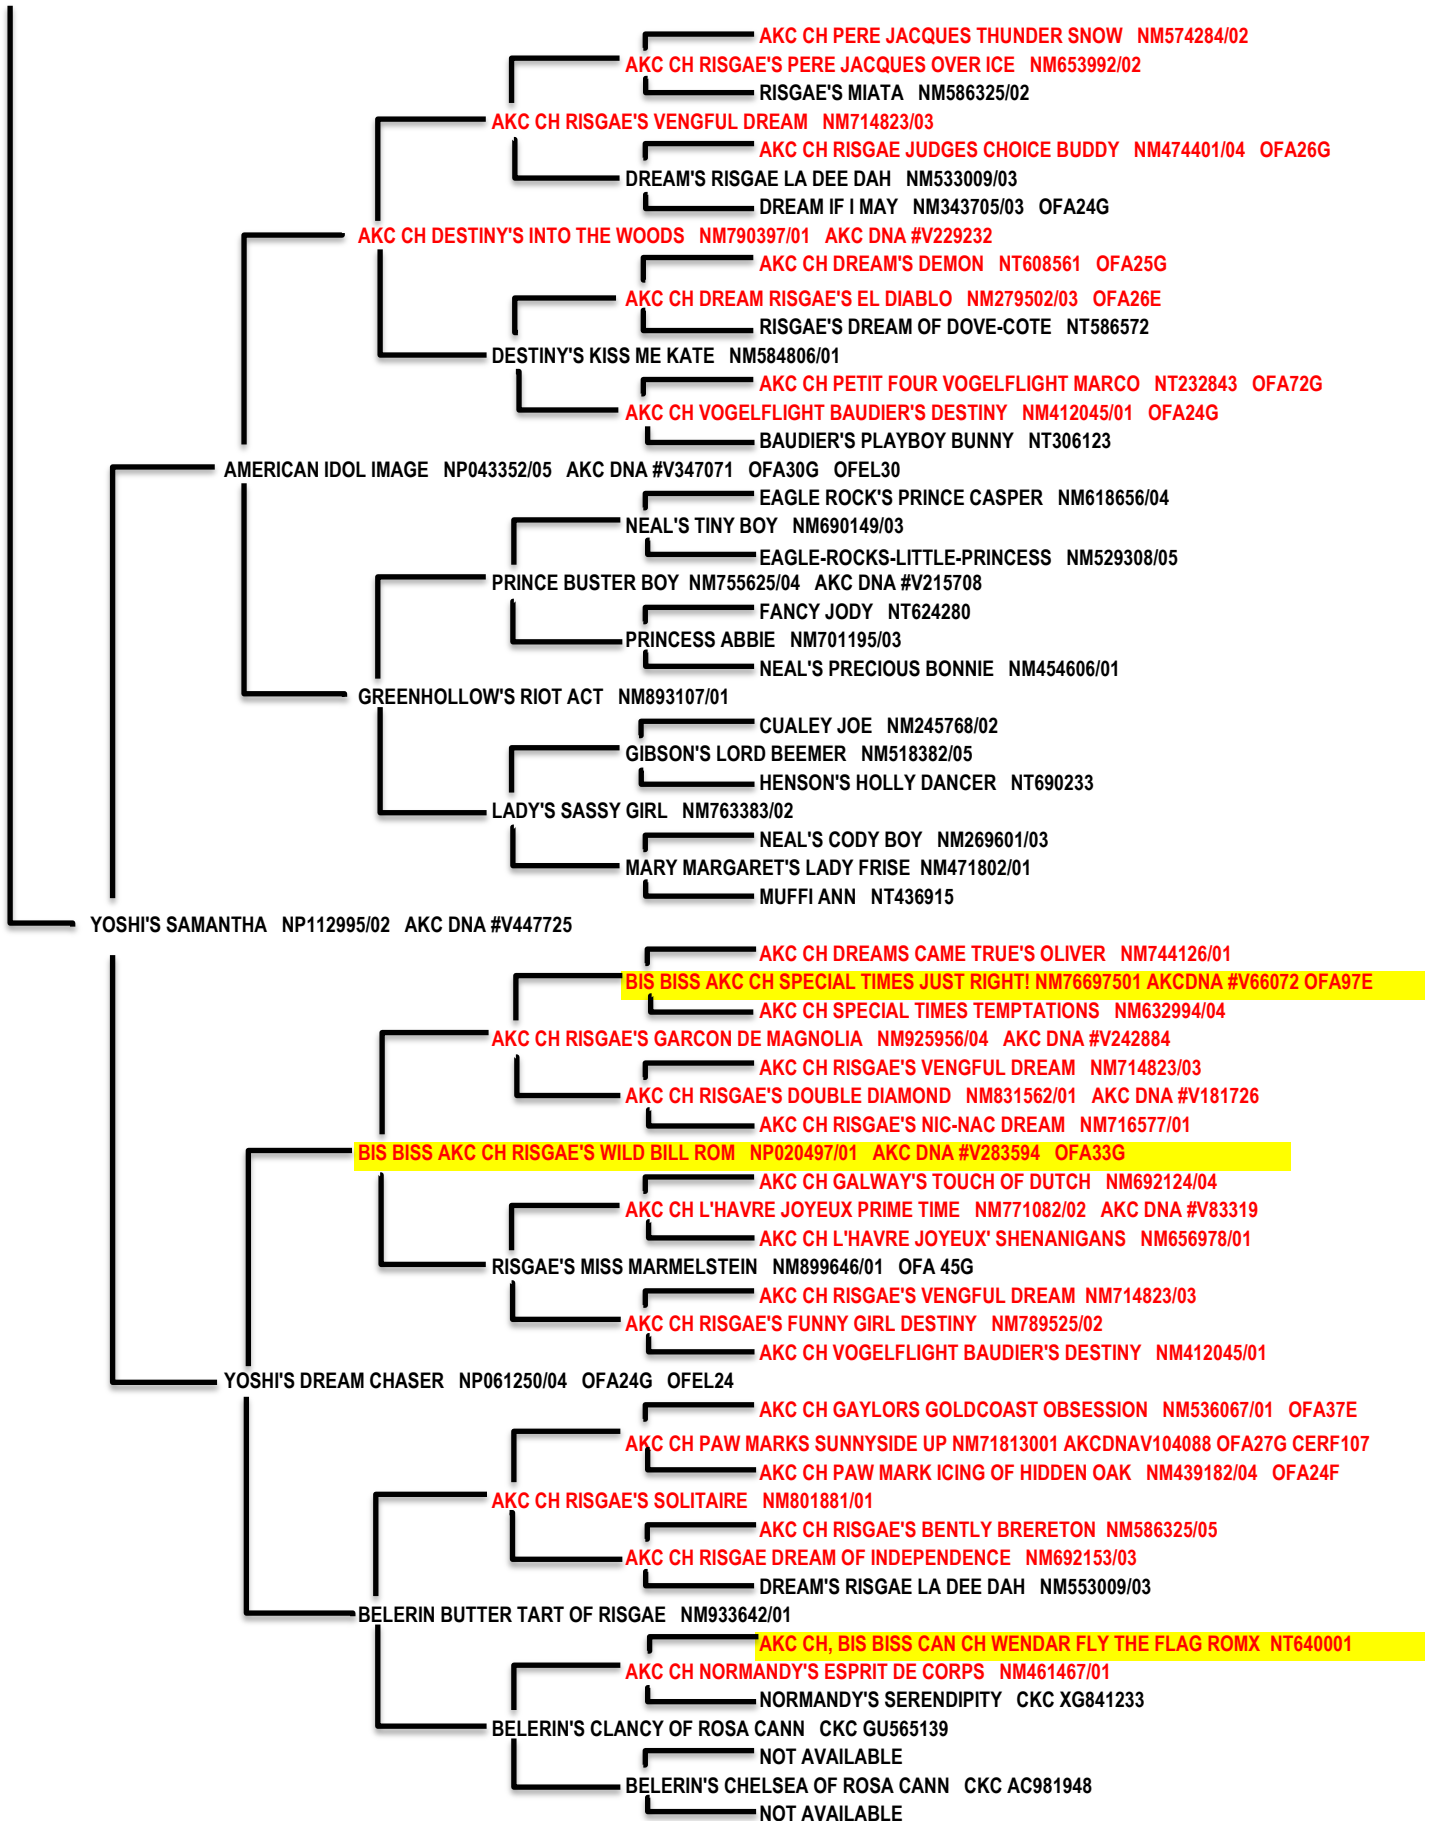 AKC CH PERE JACQUES THUNDER SNOW NM574284/02
AKC CH RISGAE'S PERE JACQUES OVER ICE NM653992/02
RISGAE'S MIATA NM586325/02
AKC CH RISGAE'S VENGFUL DREAM NM714823/03
AKC CH RISGAE JUDGES CHOICE BUDDY NM474401/04 OFA26G
DREAM'S RISGAE LA DEE DAH NM533009/03
DREAM IF I MAY NM343705/03 OFA24G
AKC CH DESTINY'S INTO THE WOODS NM790397/01 AKC DNA #V229232
AKC CH DREAM'S DEMON NT608561 OFA25G
AKC CH DREAM RISGAE'S EL DIABLO NM279502/03 OFA26E
RISGAE'S DREAM OF DOVE-COTE NT586572
DESTINY'S KISS ME KATE NM584806/01
AKC CH PETIT FOUR VOGELFLIGHT MARCO NT232843 OFA72G
AKC CH VOGELFLIGHT BAUDIER'S DESTINY NM412045/01 OFA24G
BAUDIER'S PLAYBOY BUNNY NT306123
AMERICAN IDOL IMAGE NP043352/05 AKC DNA #V347071 OFA30G OFEL30
EAGLE ROCK'S PRINCE CASPER NM618656/04
NEAL'S TINY BOY NM690149/03
EAGLE-ROCKS-LITTLE-PRINCESS NM529308/05
PRINCE BUSTER BOY NM755625/04 AKC DNA #V215708
FANCY JODY NT624280
PRINCESS ABBIE NM701195/03
NEAL'S PRECIOUS BONNIE NM454606/01
GREENHOLLOW'S RIOT ACT NM893107/01
CUALEY JOE NM245768/02
GIBSON'S LORD BEEMER NM518382/05
HENSON'S HOLLY DANCER NT690233
LADY'S SASSY GIRL NM763383/02
NEAL'S CODY BOY NM269601/03
MARY MARGARET'S LADY FRISE NM471802/01
MUFFI ANN NT436915
YOSHI'S SAMANTHA NP112995/02 AKC DNA #V447725
AKC CH DREAMS CAME TRUE'S OLIVER NM744126/01
BIS BISS AKC CH SPECIAL TIMES JUST RIGHT! NM76697501 AKCDNA #V66072 OFA97E
AKC CH SPECIAL TIMES TEMPTATIONS NM632994/04
AKC CH RISGAE'S GARCON DE MAGNOLIA NM925956/04 AKC DNA #V242884
AKC CH RISGAE'S VENGFUL DREAM NM714823/03
AKC CH RISGAE'S DOUBLE DIAMOND NM831562/01 AKC DNA #V181726
AKC CH RISGAE'S NIC-NAC DREAM NM716577/01
BIS BISS AKC CH RISGAE'S WILD BILL ROM NP020497/01 AKC DNA #V283594 OFA33G
AKC CH GALWAY'S TOUCH OF DUTCH NM692124/04
AKC CH L'HAVRE JOYEUX PRIME TIME NM771082/02 AKC DNA #V83319
AKC CH L'HAVRE JOYEUX' SHENANIGANS NM656978/01
RISGAE'S MISS MARMELSTEIN NM899646/01 OFA 45G
AKC CH RISGAE'S VENGFUL DREAM NM714823/03
AKC CH RISGAE'S FUNNY GIRL DESTINY NM789525/02
AKC CH VOGELFLIGHT BAUDIER'S DESTINY NM412045/01
YOSHI'S DREAM CHASER NP061250/04 OFA24G OFEL24
AKC CH GAYLORS GOLDCOAST OBSESSION NM536067/01 OFA37E
AKC CH PAW MARKS SUNNYSIDE UP NM71813001 AKCDNAV104088 OFA27G CERF107
AKC CH PAW MARK ICING OF HIDDEN OAK NM439182/04 OFA24F
AKC CH RISGAE'S SOLITAIRE NM801881/01
AKC CH RISGAE'S BENTLY BRERETON NM586325/05
AKC CH RISGAE DREAM OF INDEPENDENCE NM692153/03
DREAM'S RISGAE LA DEE DAH NM553009/03
BELERIN BUTTER TART OF RISGAE NM933642/01
AKC CH, BIS BISS CAN CH WENDAR FLY THE FLAG ROMX NT640001
AKC CH NORMANDY'S ESPRIT DE CORPS NM461467/01
NORMANDY'S SERENDIPITY CKC XG841233
BELERIN'S CLANCY OF ROSA CANN CKC GU565139
NOT AVAILABLE
BELERIN'S CHELSEA OF ROSA CANN CKC AC981948
NOT AVAILABLE